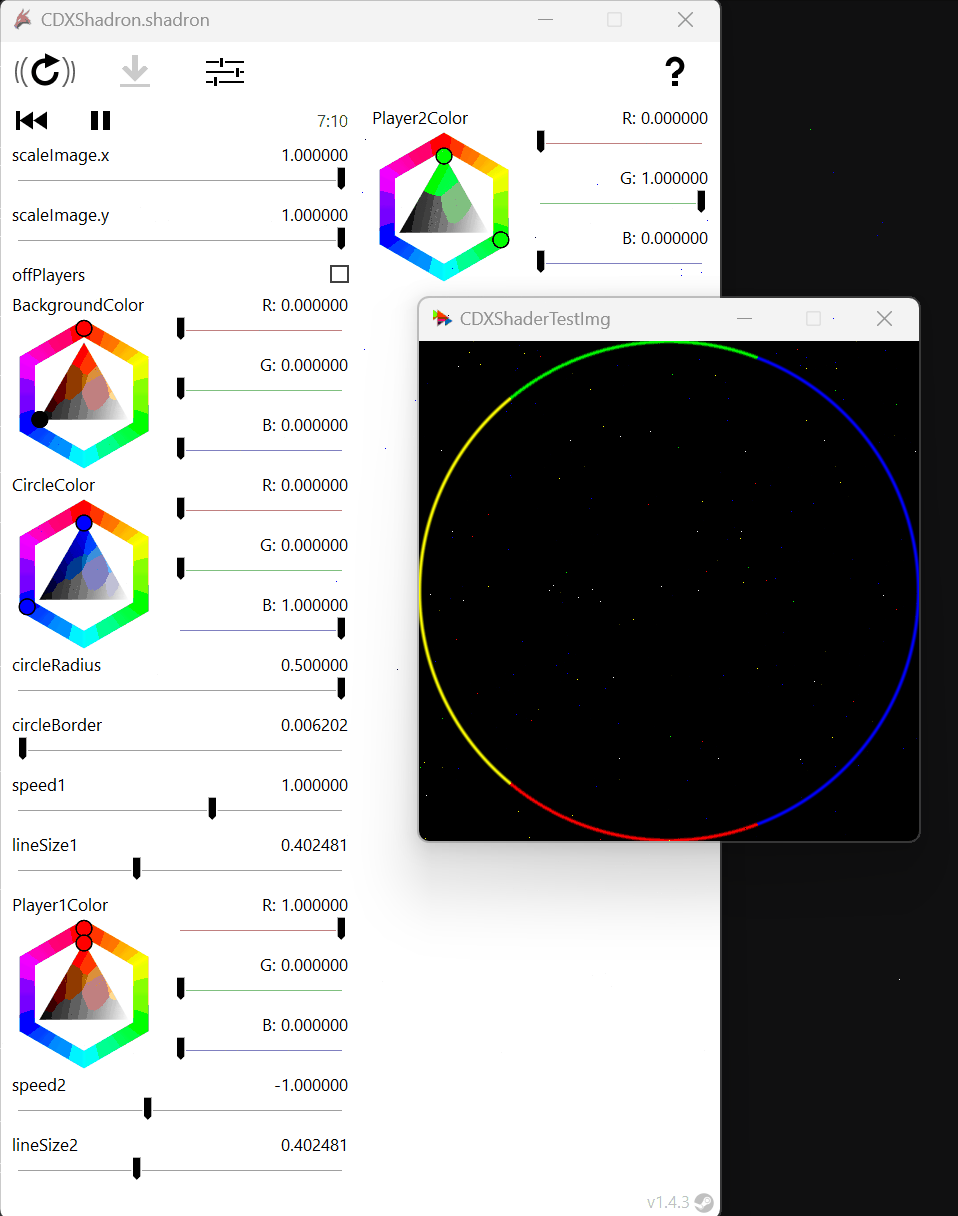 CDXShadron.shadron
?
7:10
scaleImage.x 1.000000
scaleImage.y 1.000000
offPlayers
BackgroundColor R: 0.000000
G: 0.000000
B: 0.000000
CircleColor R: 0.000000
G: 0.000000
B: 1.000000
circleRadius 0.500000
circleBorder 0.006202
speed1 1.000000
lineSize1 0.402481
Player1Color R: 1.000000
G: 0.000000
B: 0.000000
speed2 -1.000000
lineSize2 0.402481
Player2Color R: 0.000000
G: 1.000000
B: 0.000000
CDXShaderTestImg
v1.4.3